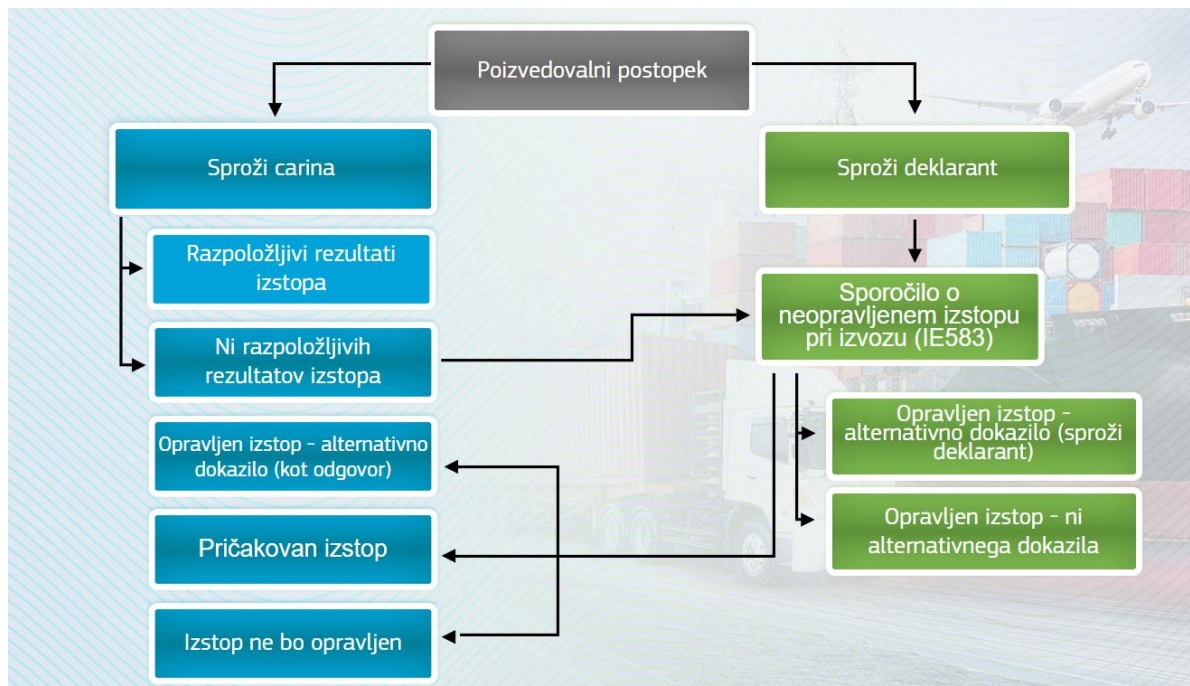 Poizvedovalni postopek
Sproži carina
Sproži deklarant
Razpoložljivi rezultati
izstopa
Sporočilo o
neopravljenem izstopu
pri izvozu (IE583)
Ni razpoložljivih
rezultatov izstopa
Opravljen izstop -
alternativno dokazilo (sproži
deklarant)
Opravljen izstop - alternativno
dokazilo (kot odgovor)
Opravljen izstop - ni
alternativnega dokazila
Pričakovan izstop
Izstop ne bo opravljen